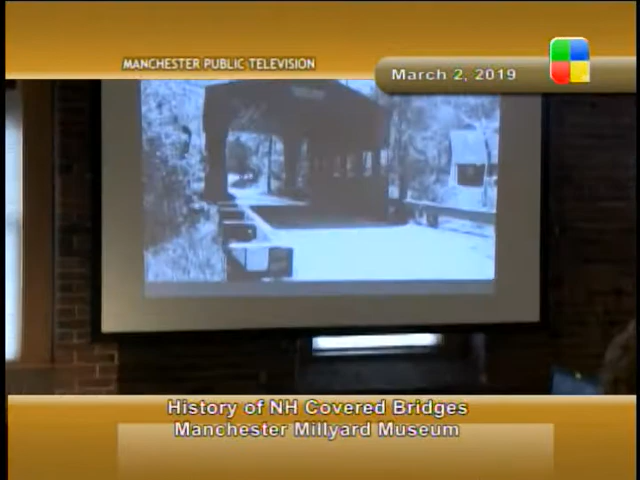 MANCHESTER PUBLIC TELEVISION
March 2, 2019
History of NH Covered Bridges
Manchester Millyard Museum